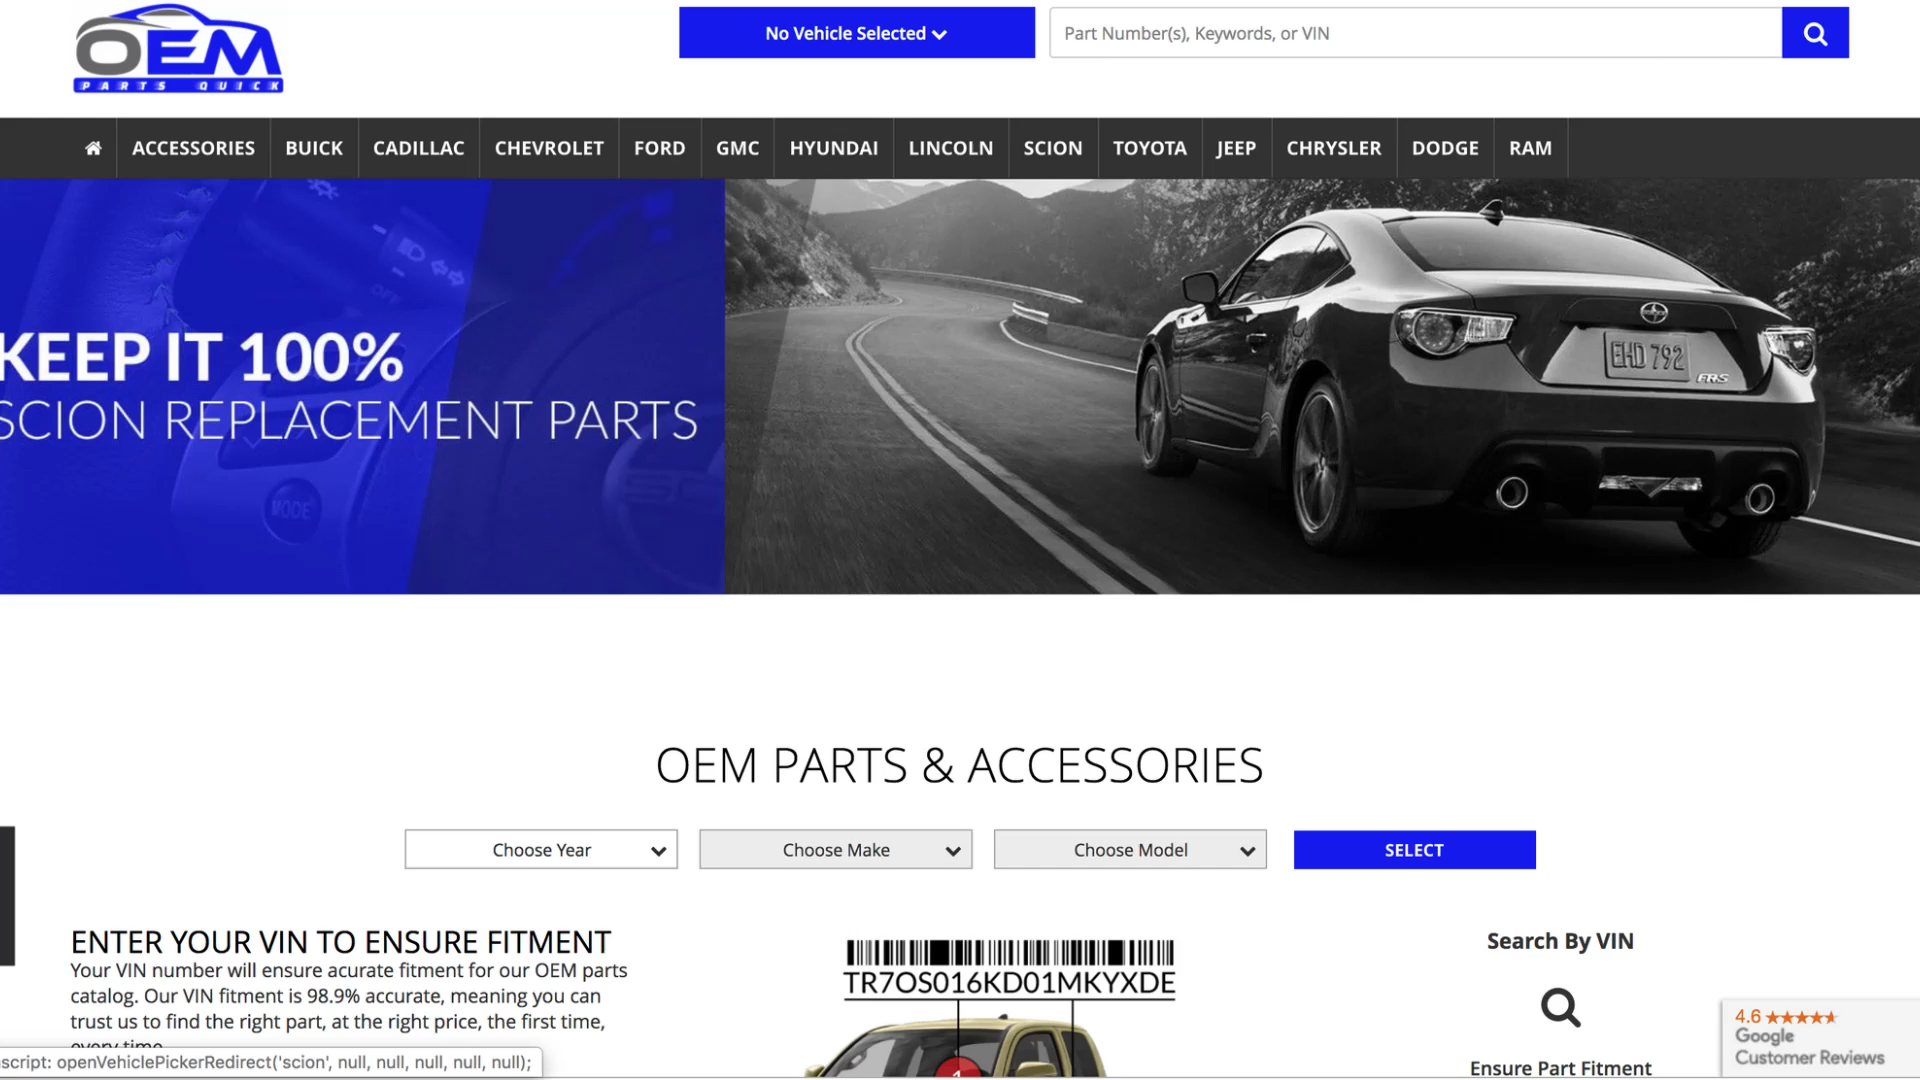 OEM
PARTS QUICK
No Vehicle Selected
Part Number(s), Keywords, or VIN
ACCESSORIES BUICK CADILLAC CHEVROLET FORD GMC HYUNDAI LINCOLN SCION TOYOTA JEEP CHRYSLER DODGE RAM
OFF
KEEP IT 100%
SCION REPLACEMENT PARTS
MODE
EHD 792
FRS
OEM PARTS & ACCESSORIES
Choose Year Choose Make Choose Model SELECT
ENTER YOUR VIN TO ENSURE FITMENT
Your VIN number will ensure acurate fitment for our OEM parts
catalog. Our VIN fitment is 98.9% accurate, meaning you can
trust us to find the right part, at the right price, the first time,
every time.
TR7OS016KD01MKYXDE
1
Search By VIN
Ensure Part Fitment
4.6
Google
Customer Reviews
script: openVehiclePickerRedirect('scion', null, null, null, null, null);